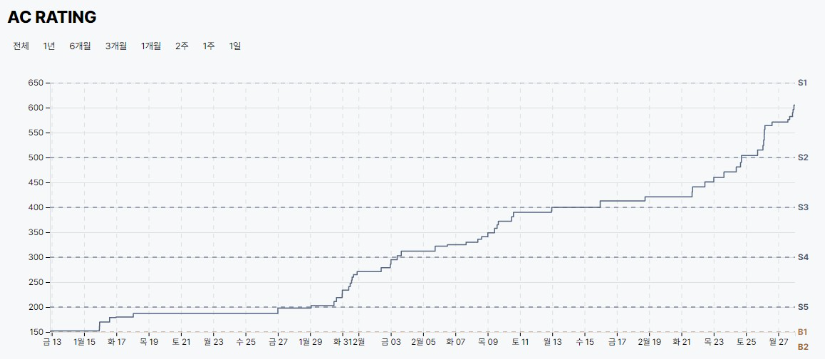 AC RATING
전체 1년 6개월 3개월 1개월 2주 1주 1일
650 S1
600
550
500 S2
450
400 S3
350
300 S4
250
200 S5
150 B1
금 13 1월 15 화 17 목 19 토 21 월 23 수 25 금 27 1월 29 화 31 2월 금 03 2월 05 화 07 목 09 토 11 월 13 수 15 금 17 2월 19 화 21 목 23 토 25 월 27
B2